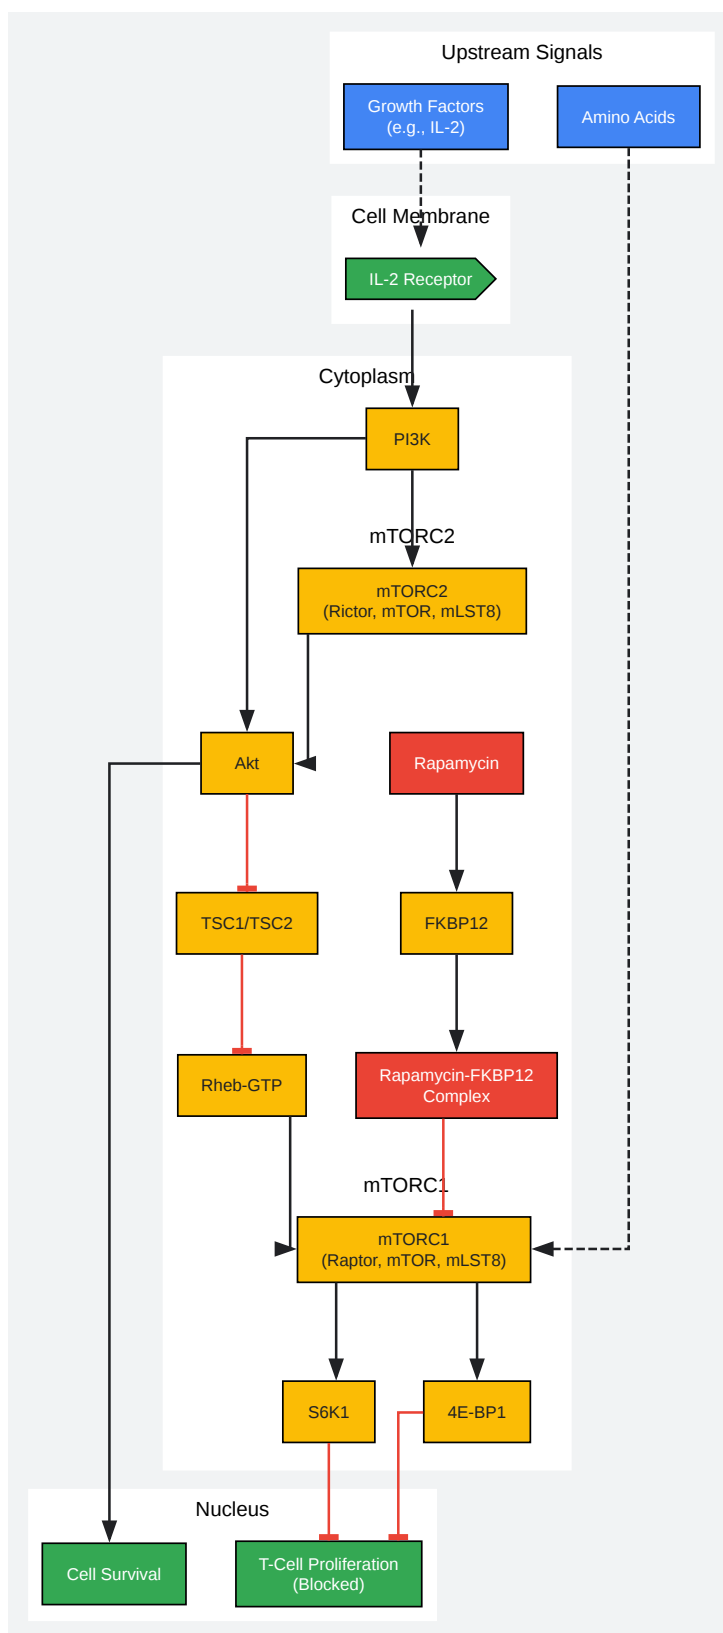 Upstream Signals
Growth Factors
(e.g., IL-2)
Amino Acids
Cell Membrane
IL-2 Receptor
Cytoplasm
PI3K
mTORC2
mTORC2
(Rictor, mTOR, mLST8)
Akt
Rapamycin
TSC1/TSC2
FKBP12
Rheb-GTP
Rapamycin-FKBP12
Complex
mTORC1
mTORC1
(Raptor, mTOR, mLST8)
S6K1
4E-BP1
Nucleus
Cell Survival
T-Cell Proliferation
(Blocked)